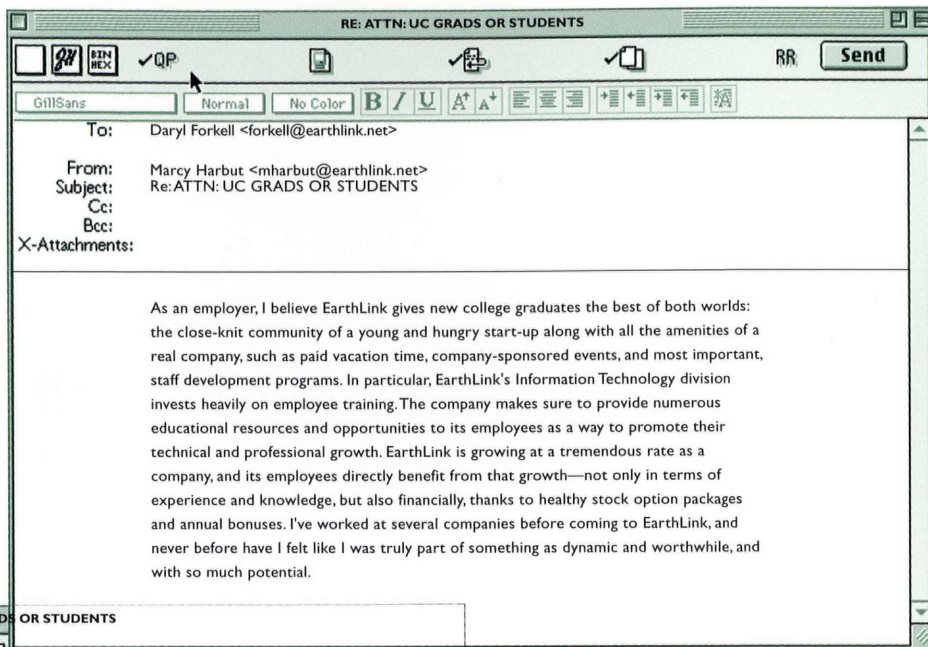 RE: ATTN: UC GRADS OR STUDENTS
BIN HEX QP RR Send
GillSans Normal No Color B I U A A
To: Daryl Forkell <forkell@earthlink.net>
From: Marcy Harbut <mharbut@earthlink.net>
Subject: Re: ATTN: UC GRADS OR STUDENTS
Cc:
Bcc:
X-Attachments:
As an employer, I believe EarthLink gives new college graduates the best of both worlds:
the close-knit community of a young and hungry start-up along with all the amenities of a
real company, such as paid vacation time, company-sponsored events, and most important,
staff development programs. In particular, EarthLink's Information Technology division
invests heavily on employee training. The company makes sure to provide numerous
educational resources and opportunities to its employees as a way to promote their
technical and professional growth. EarthLink is growing at a tremendous rate as a
company, and its employees directly benefit from that growth—not only in terms of
experience and knowledge, but also financially, thanks to healthy stock option packages
and annual bonuses. I've worked at several companies before coming to EarthLink, and
never before have I felt like I was truly part of something as dynamic and worthwhile, and
with so much potential.
DS OR STUDENTS